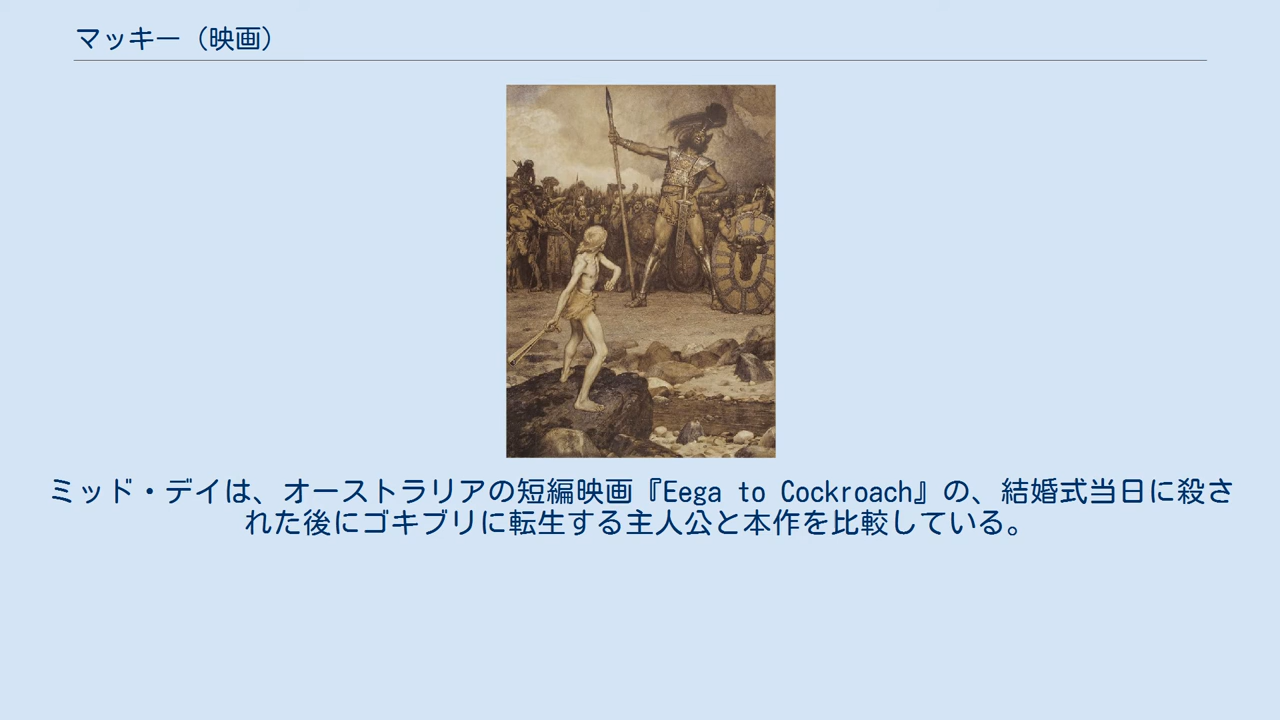 マッキー（映画）
ミッド・デイは、オーストラリアの短編映画『Eega to Cockroach』の、結婚式当日に殺さ
れた後にゴキブリに転生する主人公と本作を比較している。